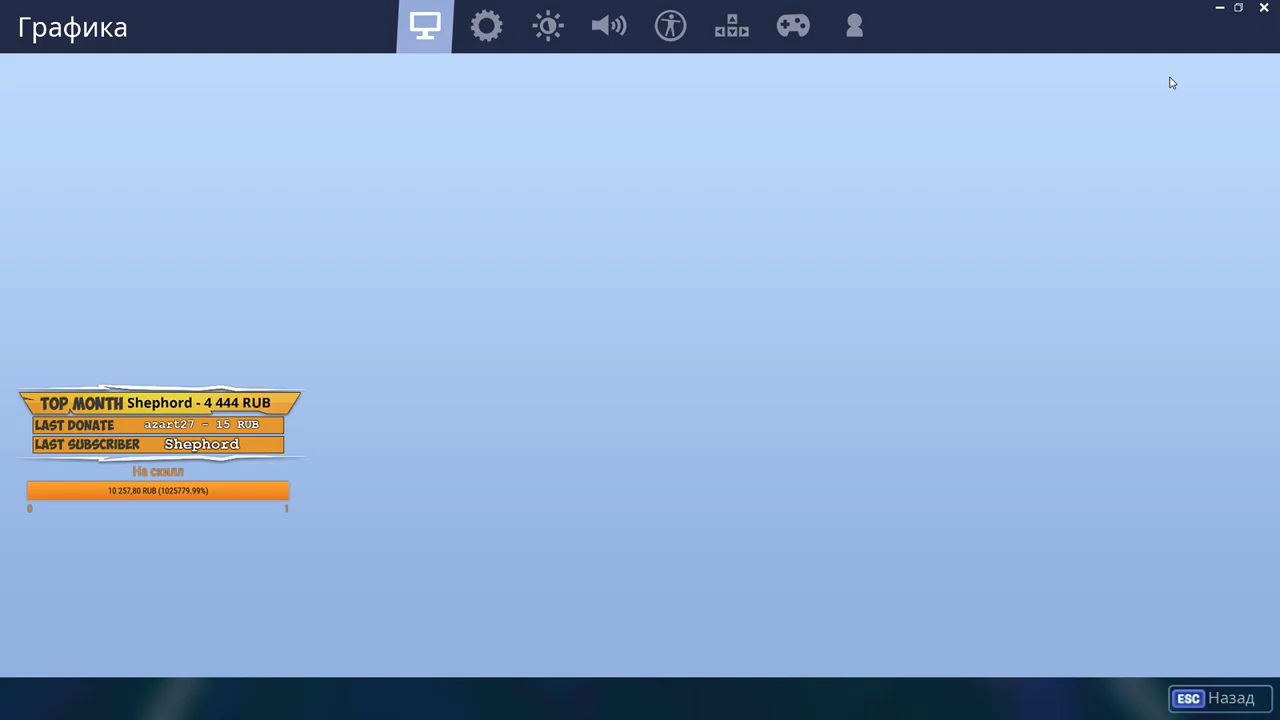 Графика
TOP MONTH Shephord - 4 444 RUB
LAST DONATE azart27 - 15 RUB
LAST SUBSCRIBER Shephord
На скилл
10 257,80 RUB (1025779.99%)
0 1
ESC Назад